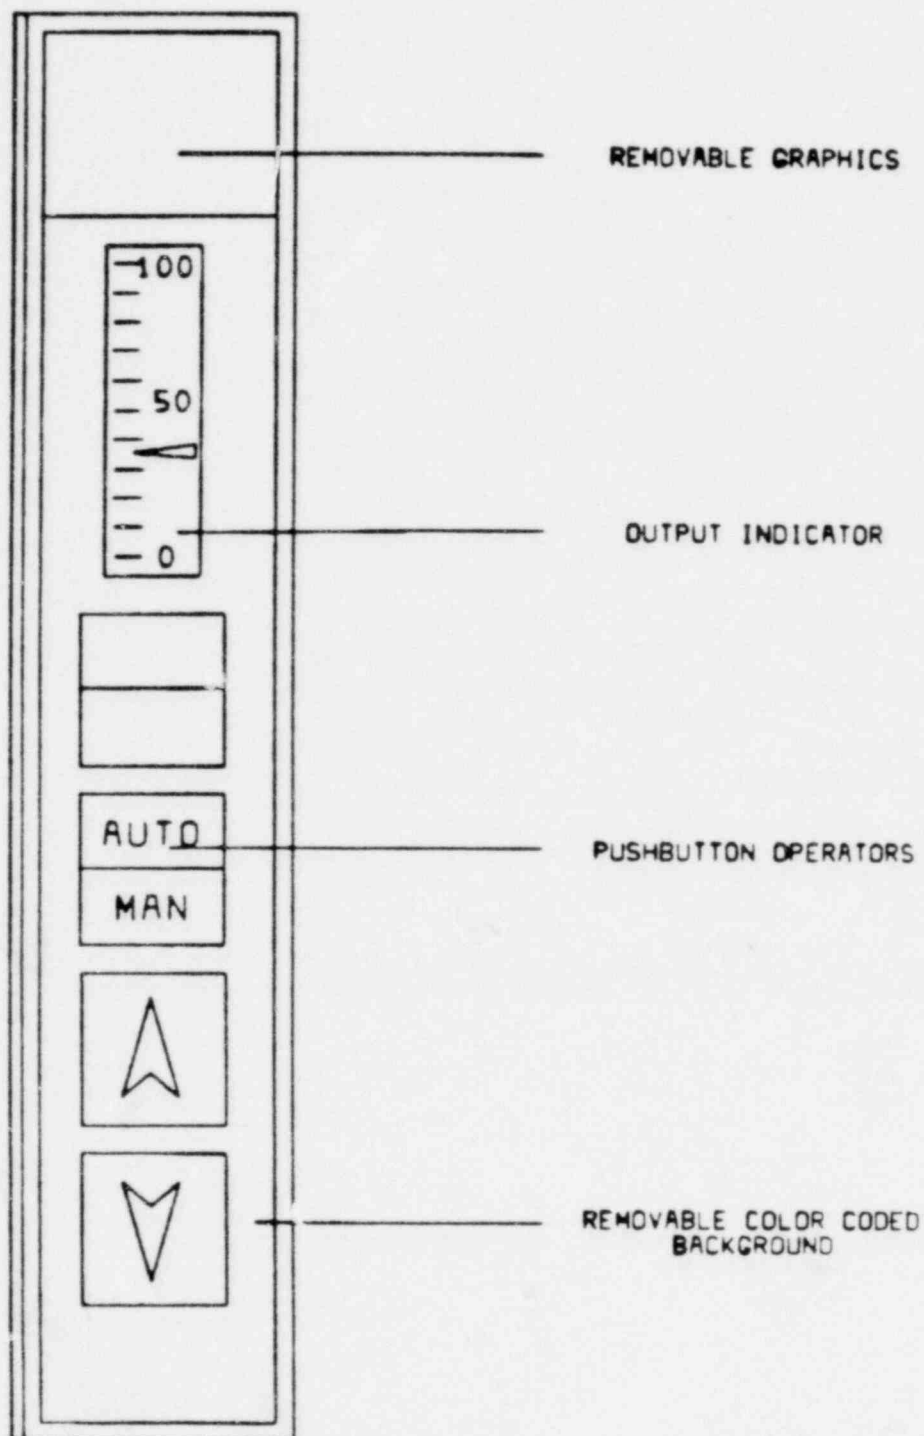 REMOVABLE GRAPHICS
100
50
OUTPUT INDICATOR
0
AUTO
PUSHBUTTON OPERATORS
MAN
REMOVABLE COLOR CODED
BACKGROUND